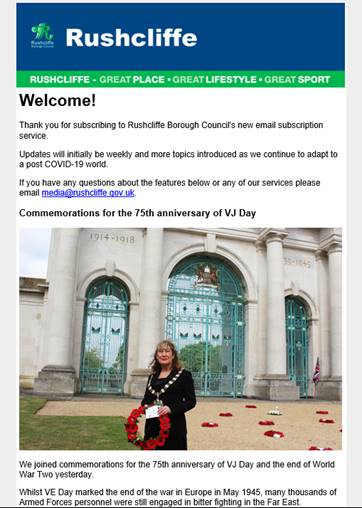 Rushcliffe
Rushcliffe
Borough Council
RUSHCLIFFE - GREAT PLACE • GREAT LIFESTYLE • GREAT SPORT
Welcome!
Thank you for subscribing to Rushcliffe Borough Council's new email subscription
service.
Updates will initially be weekly and more topics introduced as we continue to adapt to
a post COVID-19 world.
If you have any questions about the features below or any of our services please
email media@rushcliffe.gov.uk.
Commemorations for the 75th anniversary of VJ Day
1914-1918
We joined commemorations for the 75th anniversary of VJ Day and the end of World
War Two yesterday.
Whilst VE Day marked the end of the war in Europe in May 1945, many thousands of
Armed Forces personnel were still engaged in bitter fighting in the Far East.